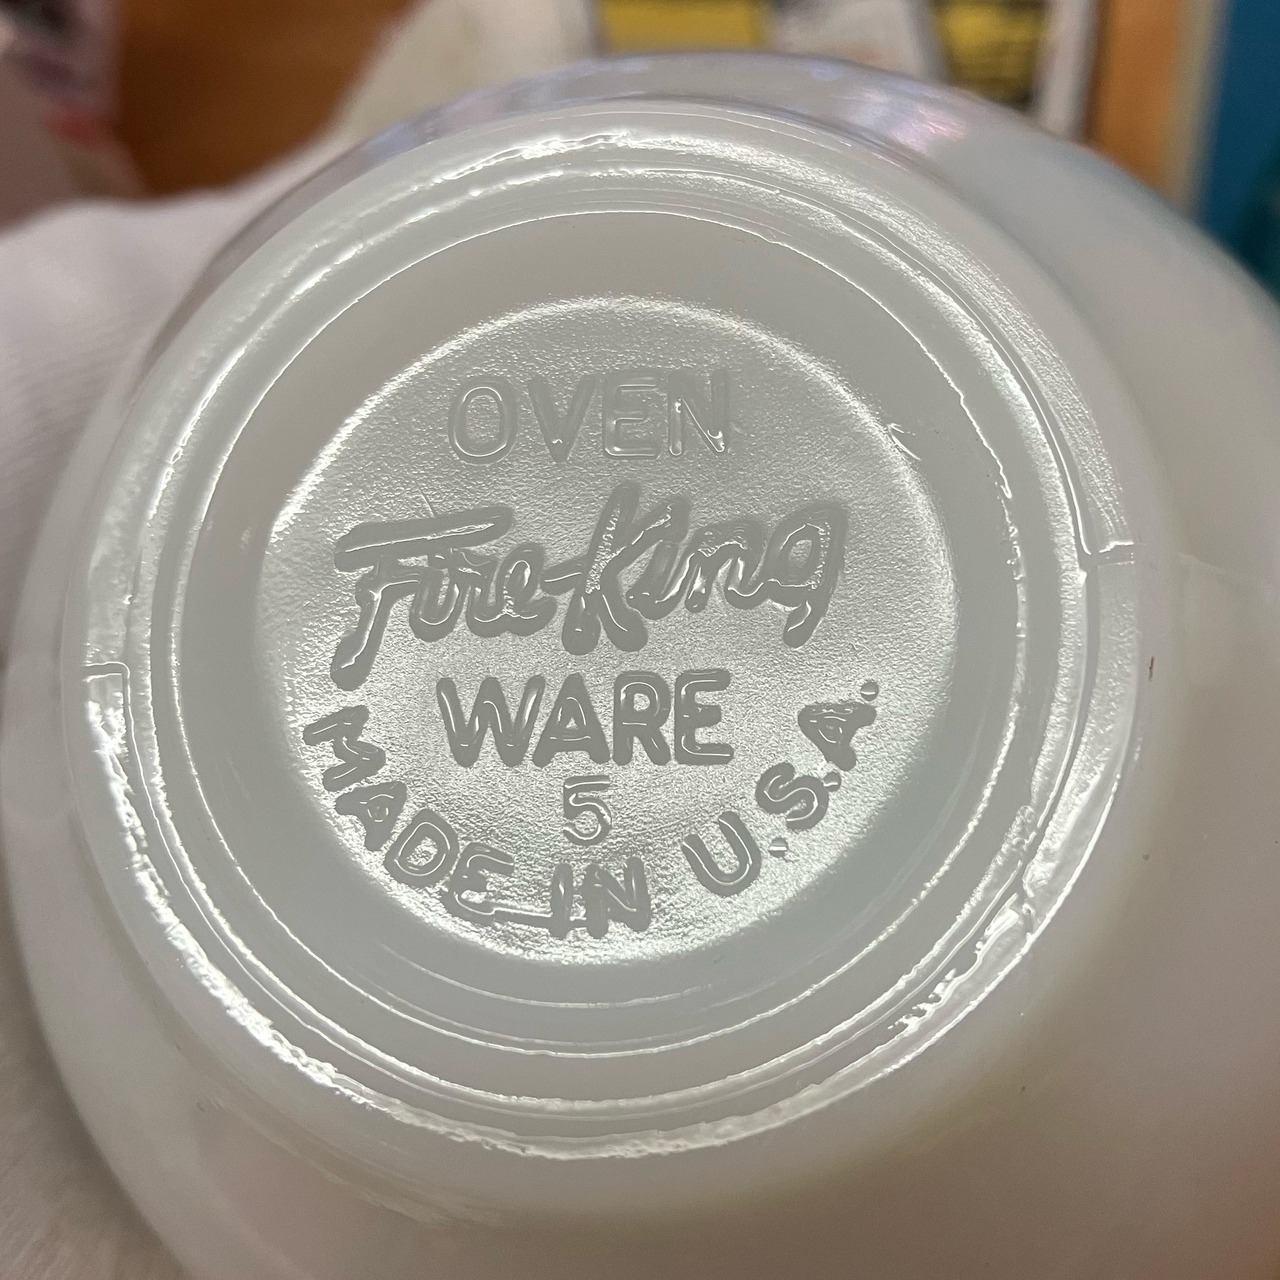 OVEN
Fire-King
WARE
5
MADE IN U.S.A.